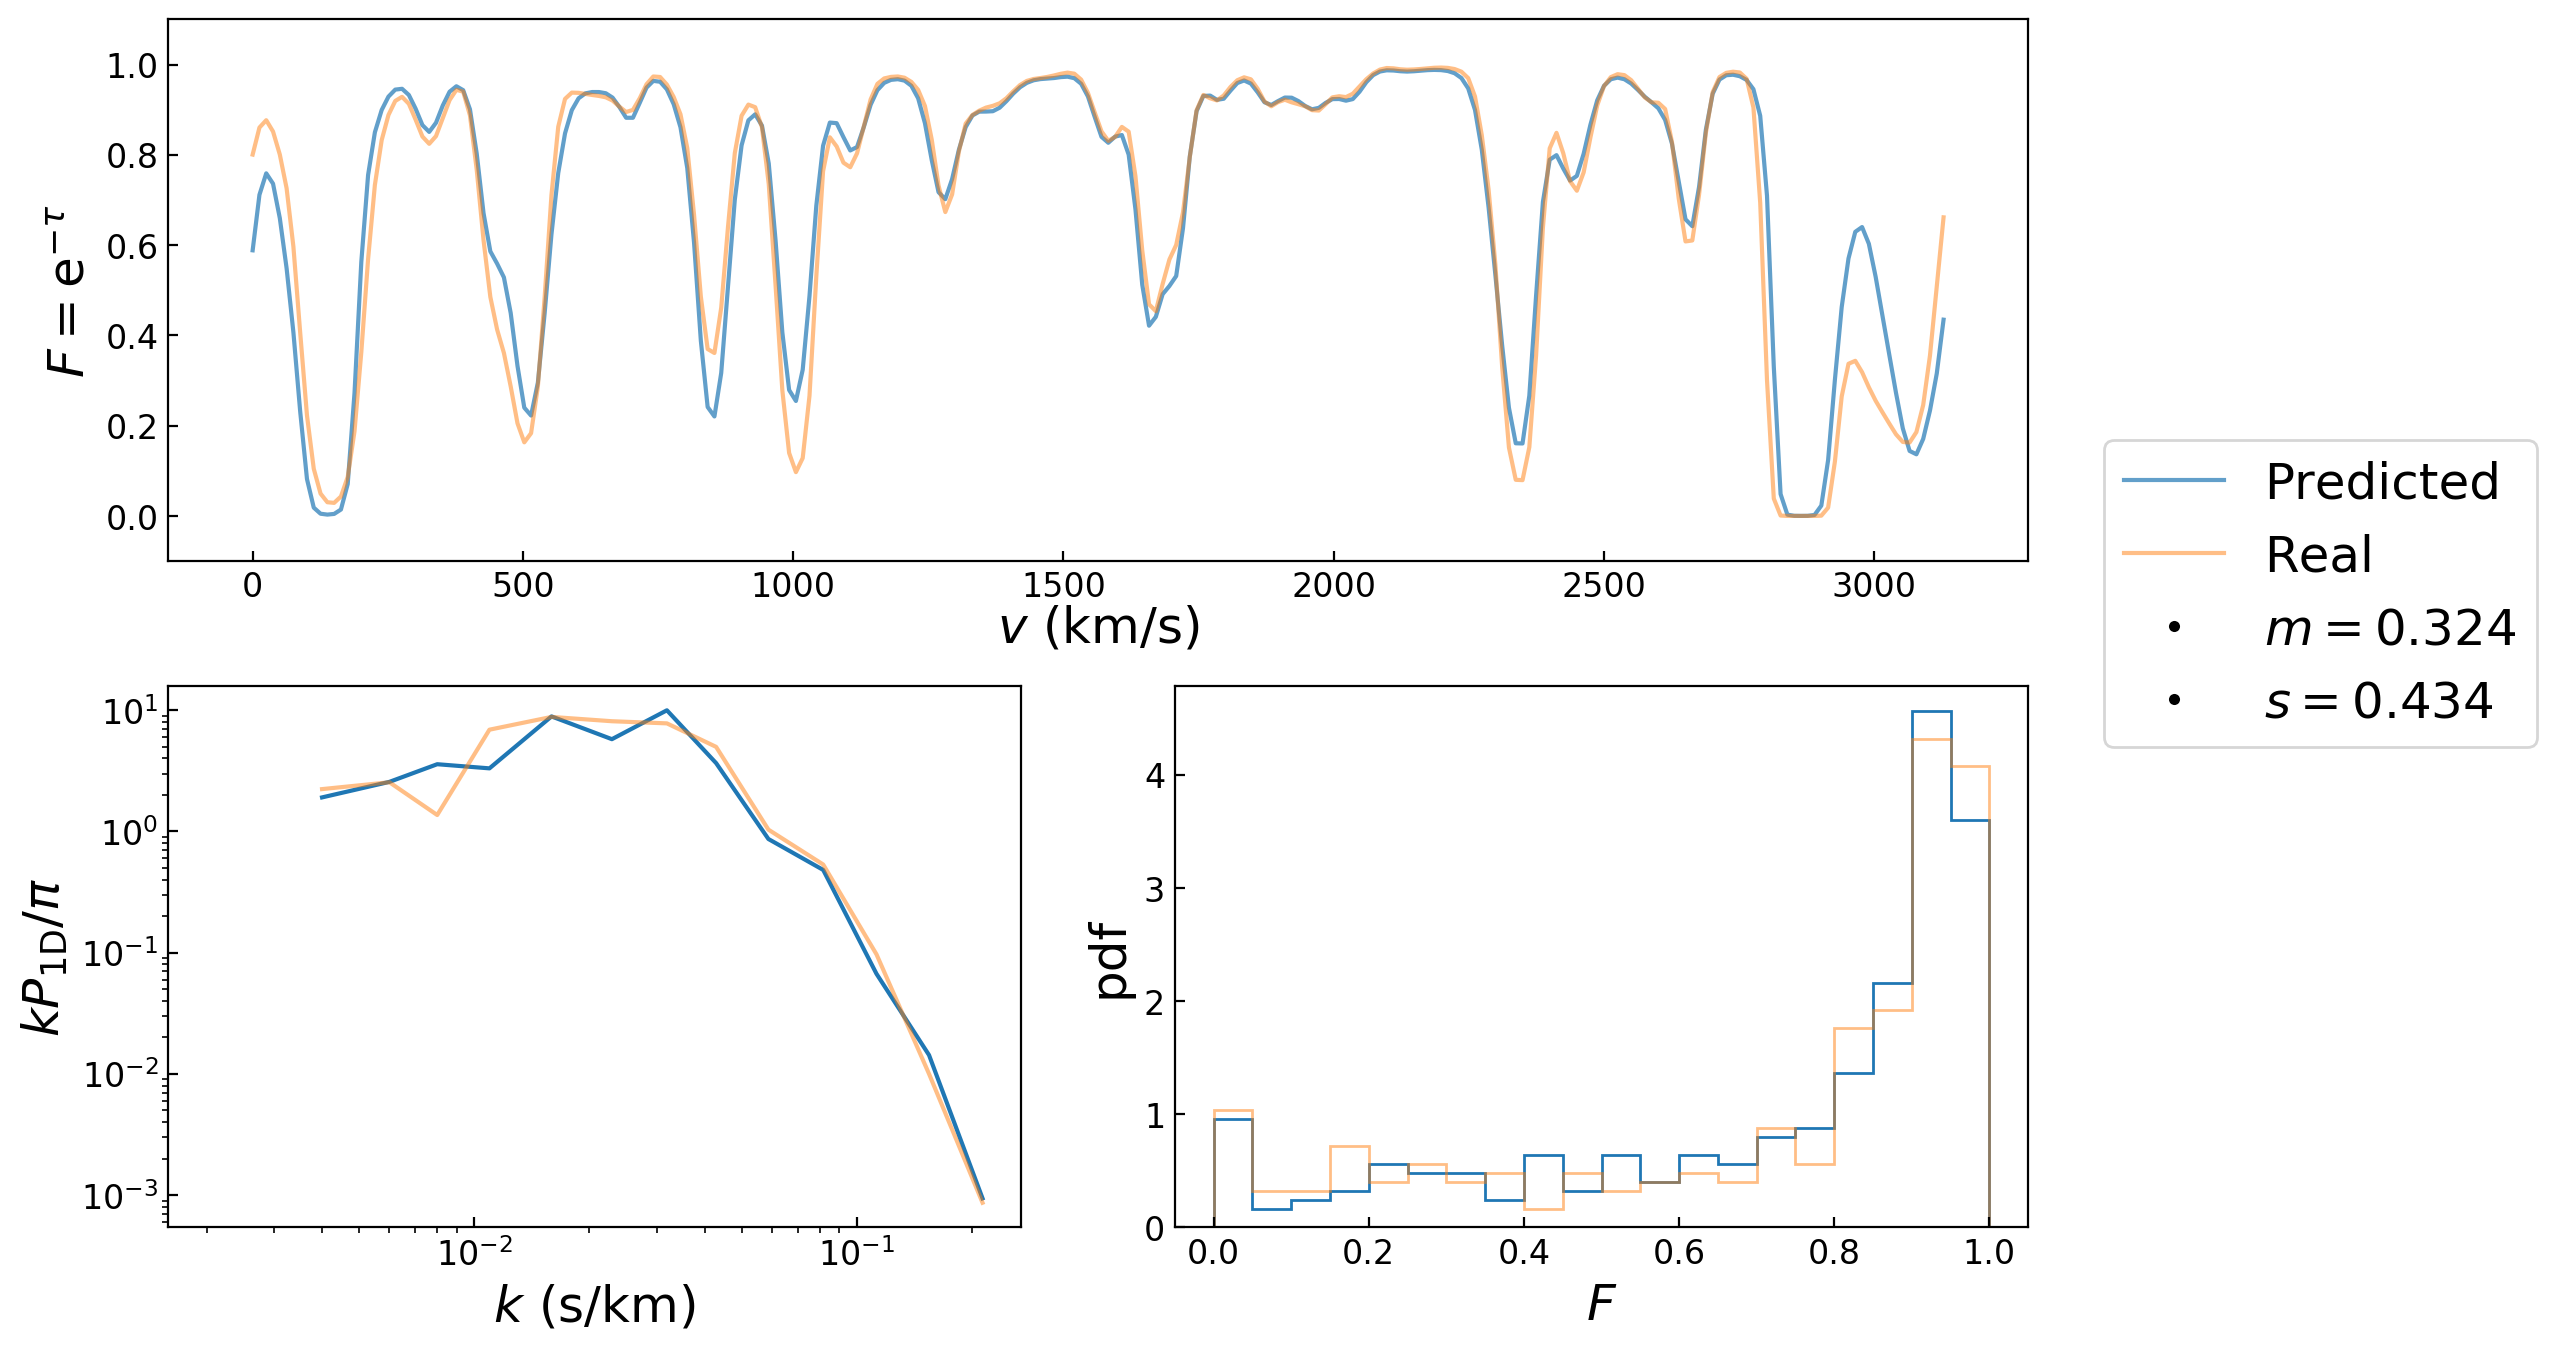 F = e^{−τ}
1.0
0.8
0.6
0.4
0.2
0.0
0 500 1000 1500 2000 2500 3000
v (km/s)
Predicted
Real
m = 0.324
s = 0.434
kP_{1D}/π
10^1
10^0
10^{−1}
10^{−2}
10^{−3}
10^{−2} 10^{−1}
k (s/km)
pdf
4
3
2
1
0
0.0 0.2 0.4 0.6 0.8 1.0
F